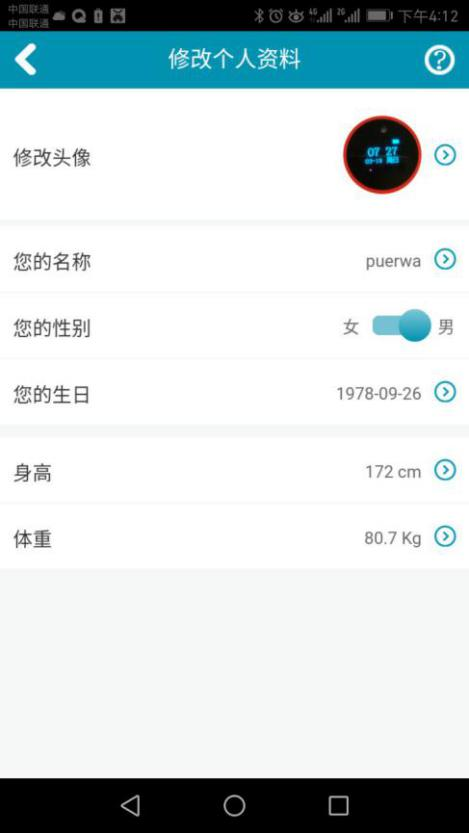 中国联通
中国联通
4G 2G 下午4:12
修改个人资料
修改头像
07 27
您的名称 puerwa
您的性别 女 男
您的生日 1978-09-26
身高 172 cm
体重 80.7 Kg